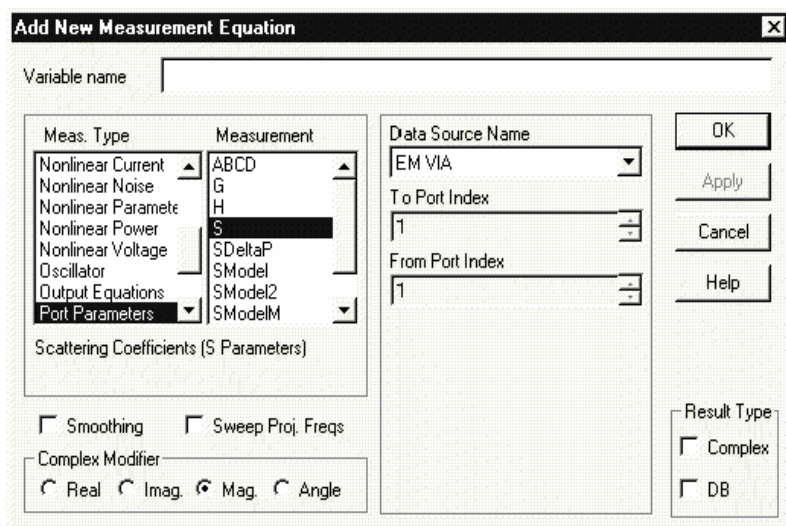 Add New Measurement Equation
Variable name
Meas. Type
Measurement
Nonlinear Current
Nonlinear Noise
Nonlinear Paramete
Nonlinear Power
Nonlinear Voltage
Oscillator
Output Equations
Port Parameters
ABCD
G
H
S
SDeltaP
SModel
SModel2
SModelM
Scattering Coefficients (S Parameters)
Smoothing
Sweep Proj. Freqs
Complex Modifier
Real
Imag.
Mag.
Angle
Data Source Name
EM VIA
To Port Index
1
From Port Index
1
OK
Apply
Cancel
Help
Result Type
Complex
DB